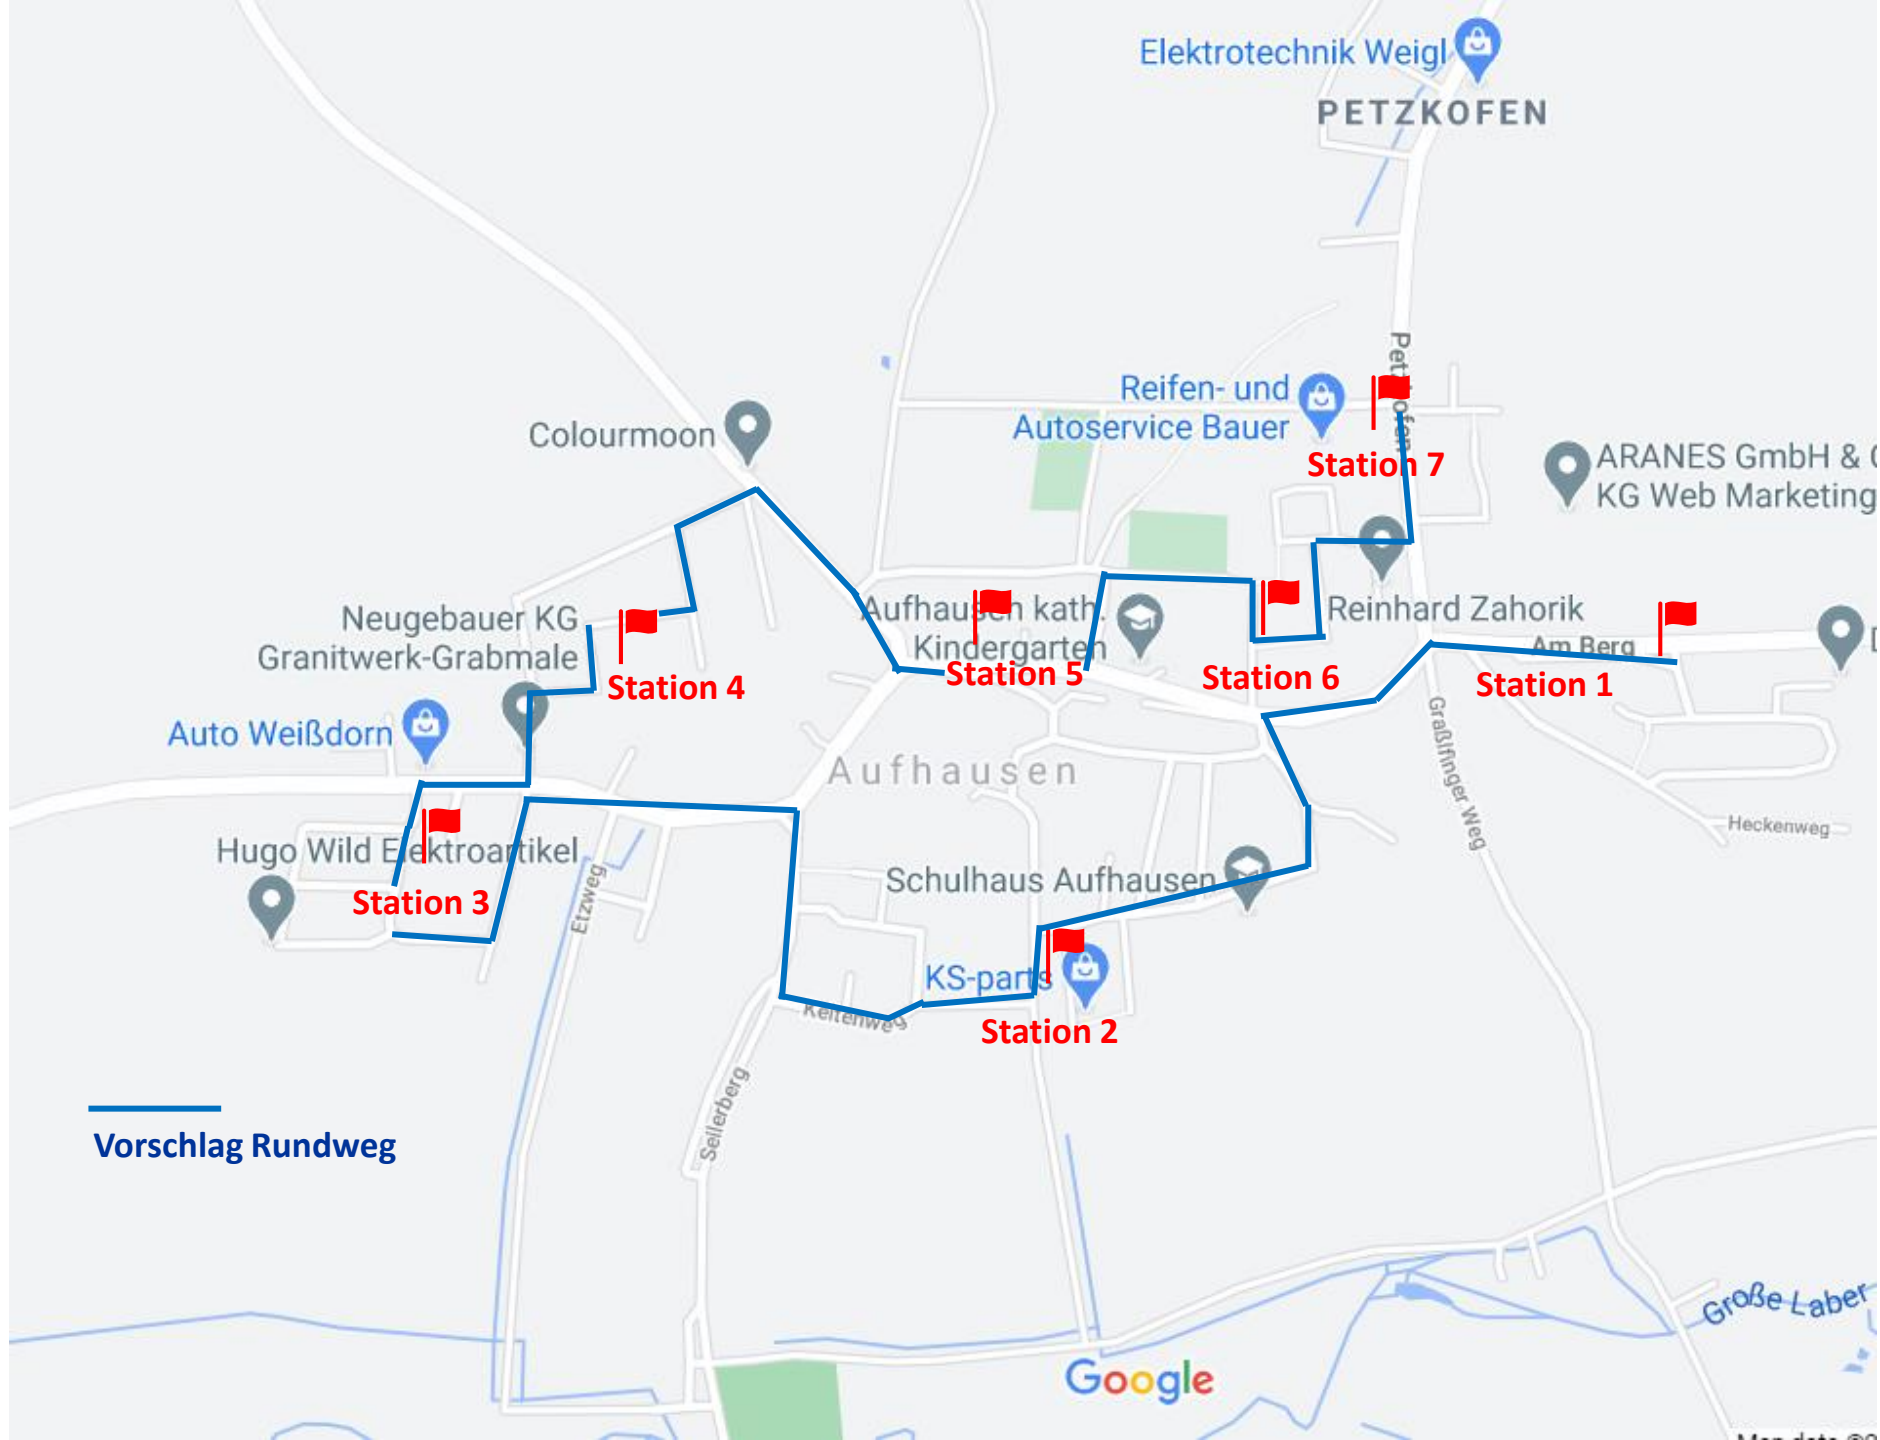 Elektrotechnik Weigl
PETZKOFEN
Petzkofen
Reifen- und
Autoservice Bauer
Station 7
Colourmoon
ARANES GmbH &
KG Web Marketing
Aufhausen kath.
Kindergarten
Station 5
Neugebauer KG
Granitwerk-Grabmale
Station 4
Reinhard Zahorik
Station 6
Am Berg
Station 1
Auto Weißdorn
Aufhausen
Graßlfinger Weg
Heckenweg
Hugo Wild Elektroartikel
Station 3
Etzweg
Schulhaus Aufhausen
KS-parts
Station 2
Keltenweg
Seilerberg
Vorschlag Rundweg
Große Laber
Google